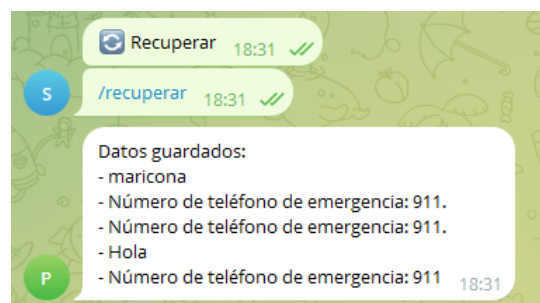 🔄 Recuperar 18:31
S
/recuperar 18:31
Datos guardados:
- maricona
- Número de teléfono de emergencia: 911.
- Número de teléfono de emergencia: 911.
- Hola
P
- Número de teléfono de emergencia: 911 18:31